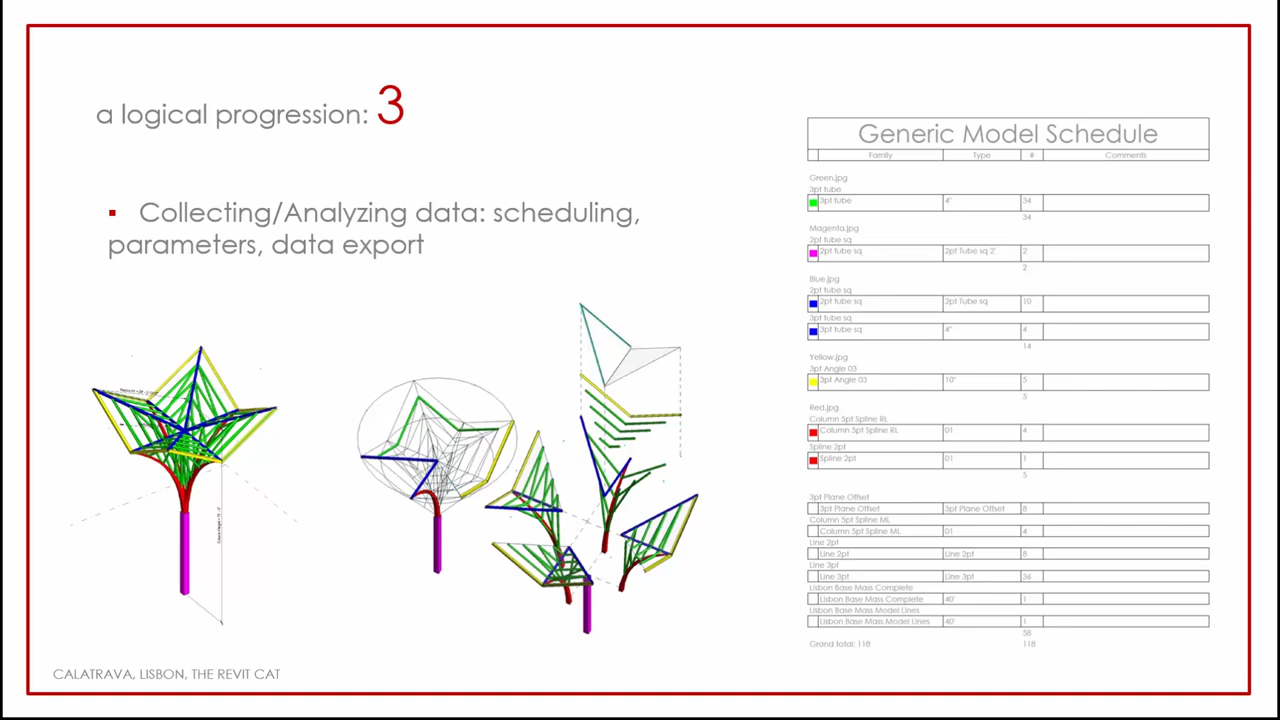 a logical progression: 3
▪ Collecting/Analyzing data: scheduling,
parameters, data export
Generic Model Schedule
Family Type # Comments
Green.jpg
3pt tube
3pt tube 4" 34
34
Magenta.jpg
2pt tube sq
2pt tube sq 2pt Tube sq 2' 2
2
Blue.jpg
2pt tube sq
2pt tube sq 2pt Tube sq 10
3pt tube sq
3pt tube sq 4" 4
14
Yellow.jpg
3pt Angle 03
3pt Angle 03 10" 5
5
Red.jpg
Column 5pt Spline RL
Column 5pt Spline RL 01 4
Spline 2pt
Spline 2pt 01 1
5
3pt Plane Offset
3pt Plane Offset 3pt Plane Offset 8
Column 5pt Spline ML
Column 5pt Spline ML 01 4
Line 2pt
Line 2pt Line 2pt 8
Line 3pt
Line 3pt Line 3pt 36
Lisbon Base Mass Complete
Lisbon Base Mass Complete 40' 1
Lisbon Base Mass Model Lines
Lisbon Base Mass Model Lines 40' 1
58
Grand total: 118 118
CALATRAVA, LISBON, THE REVIT CAT